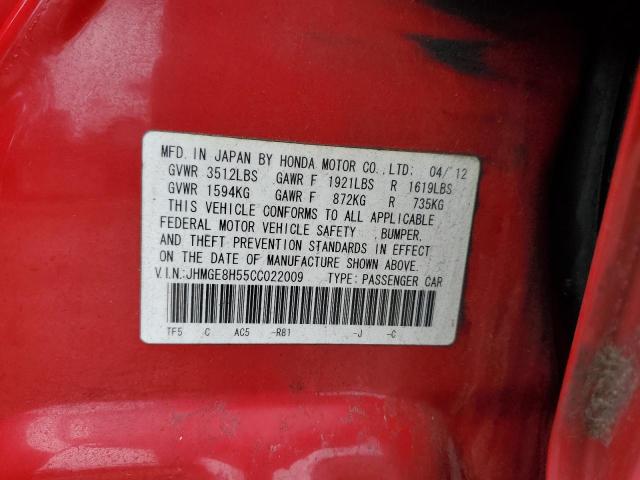 MFD. IN JAPAN BY HONDA MOTOR CO.,LTD: 04/'12
GVWR 3512LBS GAWR F 1921LBS R 1619LBS
GVWR 1594KG GAWR F 872KG R 735KG
THIS VEHICLE CONFORMS TO ALL APPLICABLE
FEDERAL MOTOR VEHICLE SAFETY ,BUMPER,
AND THEFT PREVENTION STANDARDS IN EFFECT
ON THE DATE OF MANUFACTURE SHOWN ABOVE.
V.I.N.:JHMGE8H55CC022009 TYPE: PASSENGER CAR
TF5 C AC5 -R81 -J -C